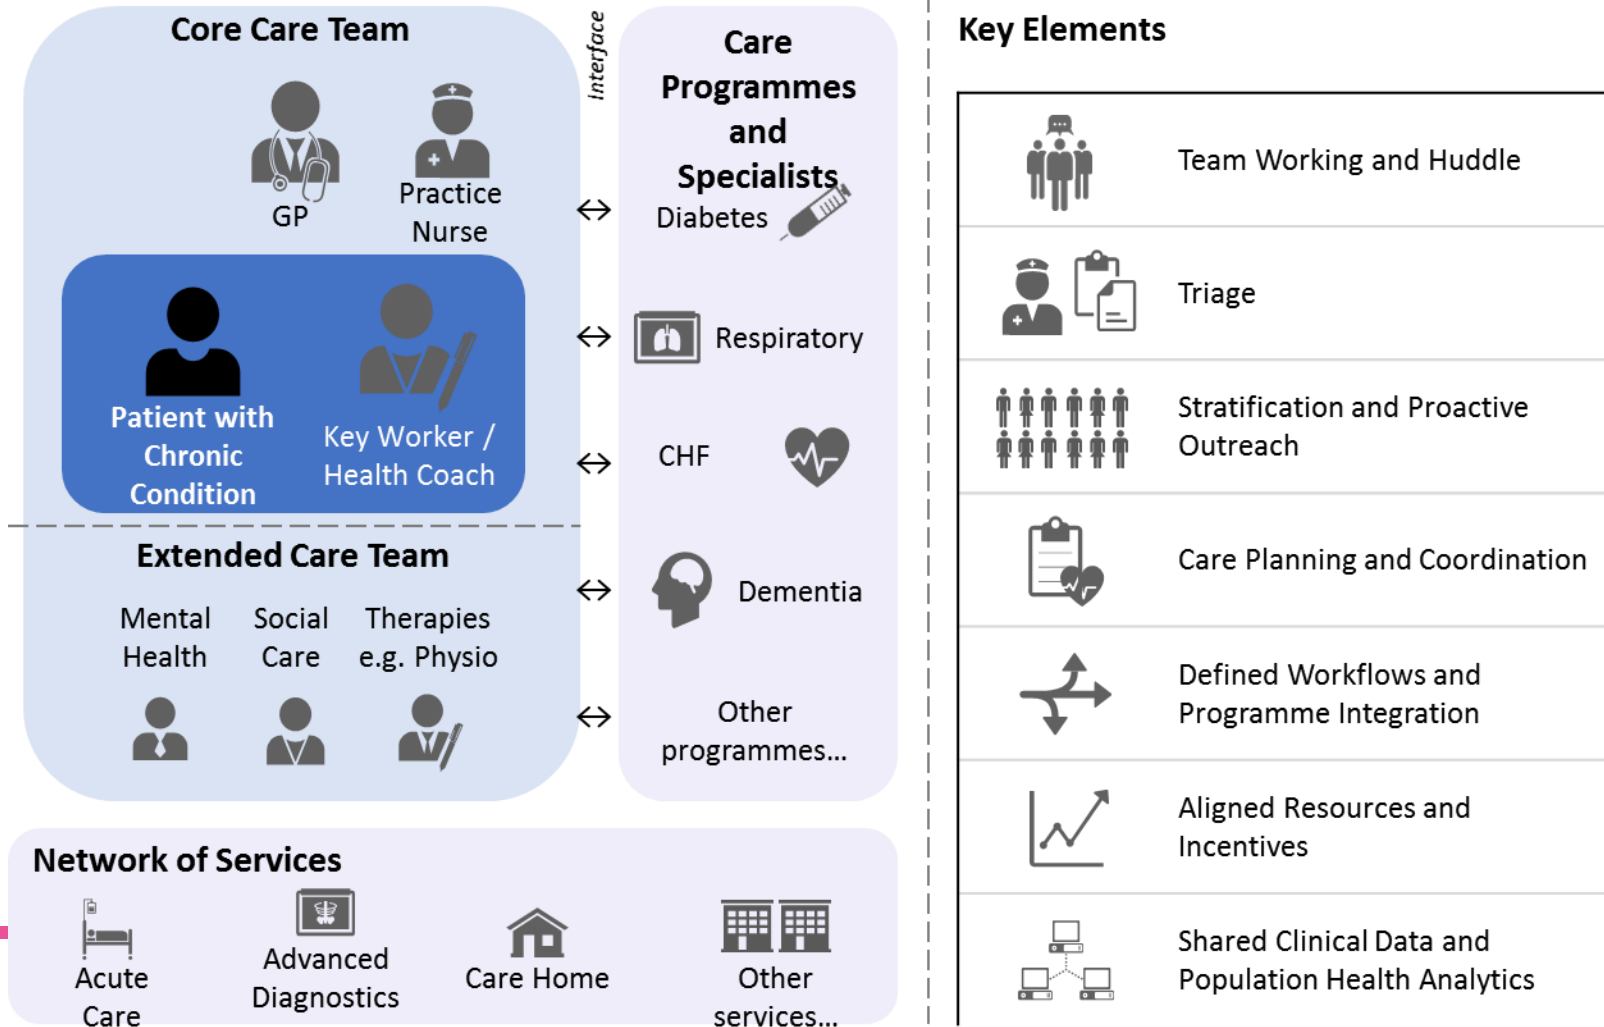 Core Care Team
GP
Practice
Nurse
Patient with
Chronic
Condition
Key Worker /
Health Coach
Extended Care Team
Mental
Health
Social
Care
Therapies
e.g. Physio
Interface
Care
Programmes
and
Specialists
Diabetes
Respiratory
CHF
Dementia
Other
programmes...
Network of Services
Acute
Care
Advanced
Diagnostics
Care Home
Other
services...
Key Elements
Team Working and Huddle
Triage
Stratification and Proactive
Outreach
Care Planning and Coordination
Defined Workflows and
Programme Integration
Aligned Resources and
Incentives
Shared Clinical Data and
Population Health Analytics